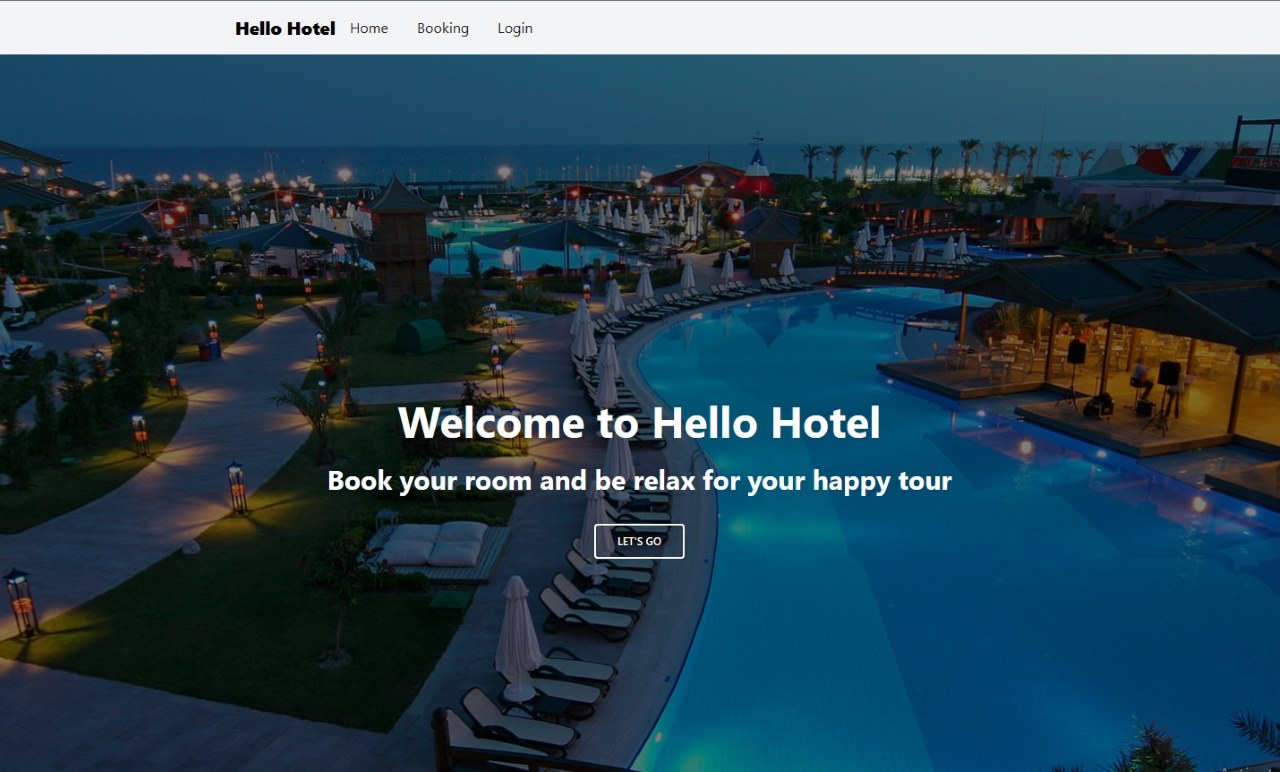 Hello Hotel Home Booking Login
Welcome to Hello Hotel
Book your room and be relax for your happy tour
LET'S GO